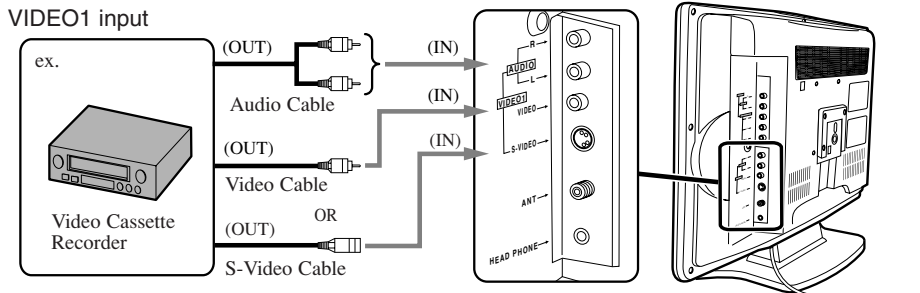 VIDEO1 input
ex.
Video Cassette
Recorder
(OUT)
Audio Cable
(OUT)
Video Cable
OR
(OUT)
S-Video Cable
(IN)
(IN)
(IN)
R
AUDIO
L
VIDEO1
VIDEO
S-VIDEO
ANT
HEAD PHONE